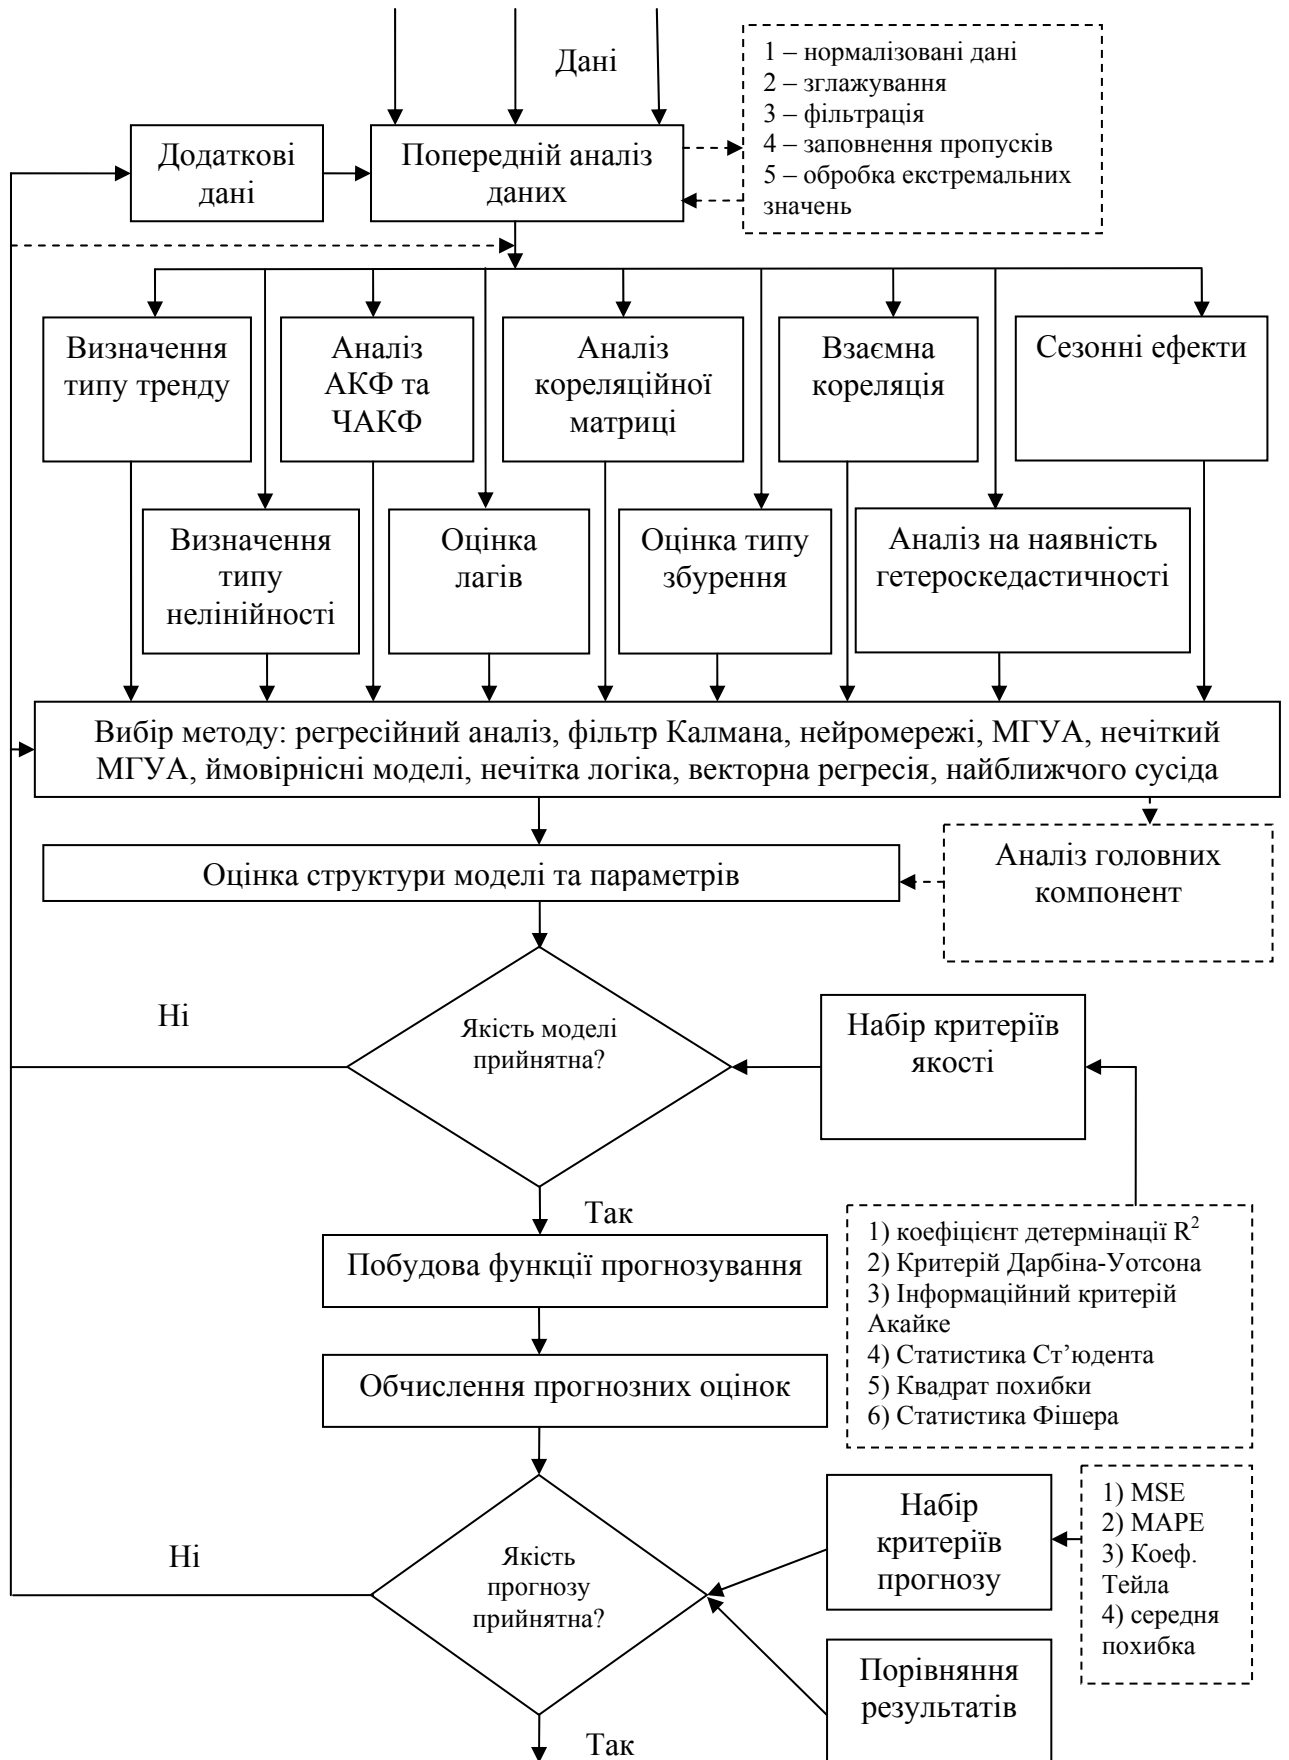 Дані
1 – нормалізовані дані
2 – зглажування
3 – фільтрація
4 – заповнення пропусків
5 – обробка екстремальних
значень
Додаткові
дані
Попередній аналіз
даних
Визначення
типу тренду
Аналіз
АКФ та
ЧАКФ
Аналіз
кореляційної
матриці
Взаємна
кореляція
Сезонні ефекти
Визначення
типу
нелінійності
Оцінка
лагів
Оцінка типу
збурення
Аналіз на наявність
гетероскедастичності
Вибір методу: регресійний аналіз, фільтр Калмана, нейромережі, МГУА, нечіткий
МГУА, ймовірнісні моделі, нечітка логіка, векторна регресія, найближчого сусіда
Оцінка структури моделі та параметрів
Аналіз головних
компонент
Ні
Якість моделі
прийнятна?
Набір критеріїв
якості
Так
1) коефіцієнт детермінації R²
2) Критерій Дарбіна-Уотсона
3) Інформаційний критерій
Акайке
4) Статистика Ст’юдента
5) Квадрат похибки
6) Статистика Фішера
Побудова функції прогнозування
Обчислення прогнозних оцінок
Ні
Якість
прогнозу
прийнятна?
Набір
критеріїв
прогнозу
1) MSE
2) MAPE
3) Коеф.
Тейла
4) середня
похибка
Порівняння
результатів
Так